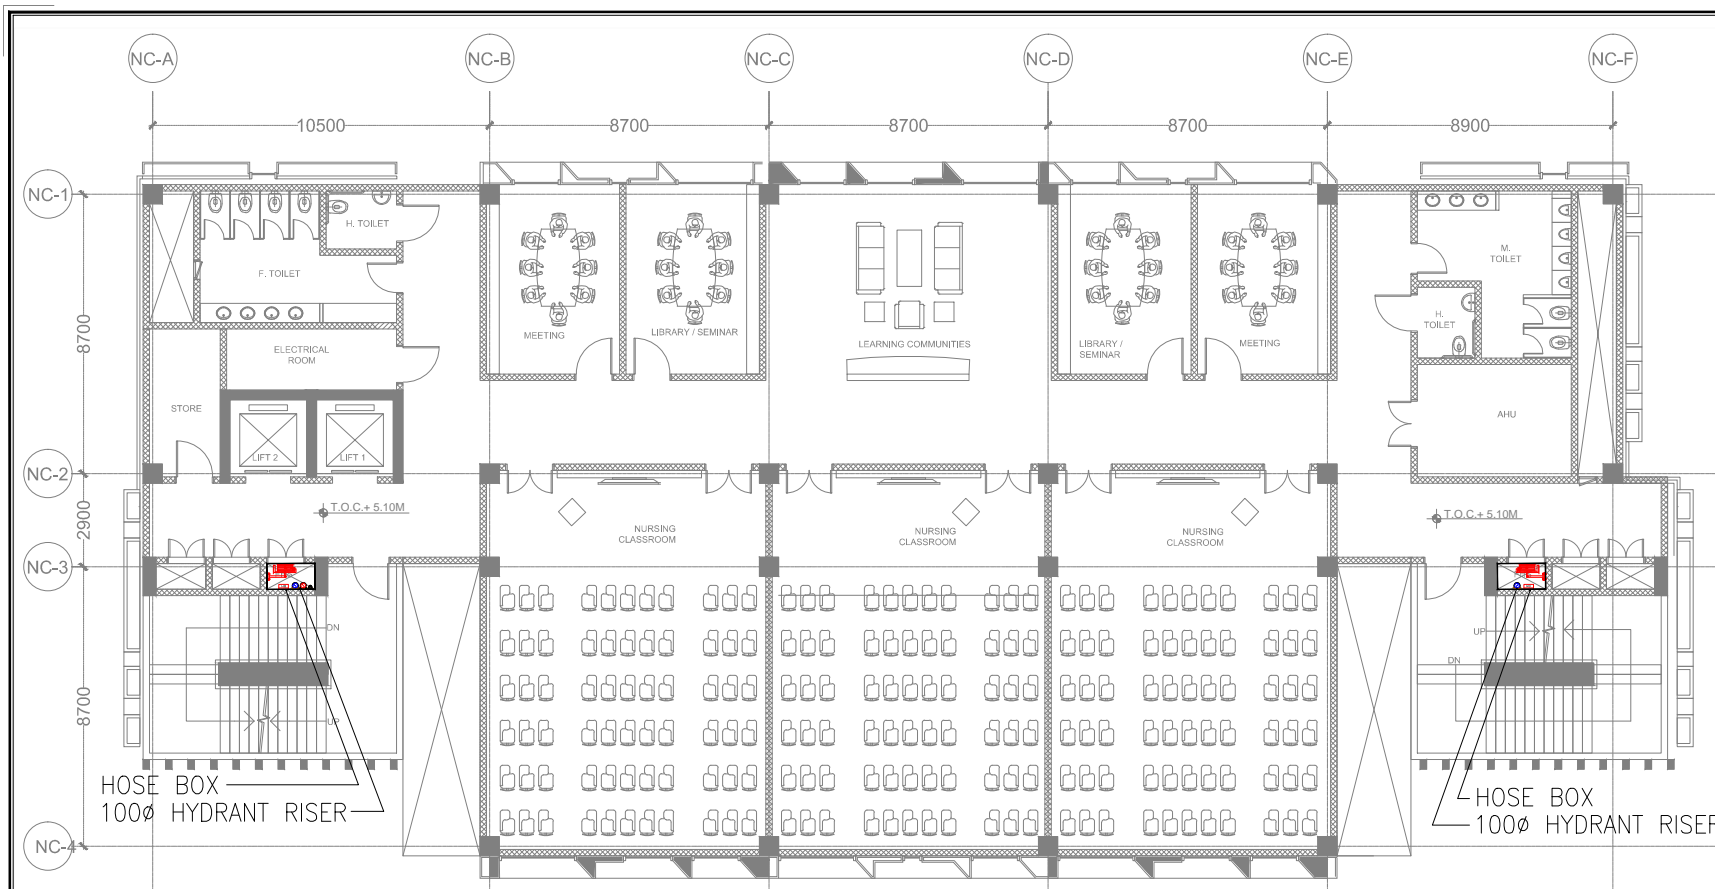 NC-A NC-B NC-C NC-D NC-E NC-F
10500 8700 8700 8700 8900
NC-1
H. TOILET
F. TOILET
M.
TOILET
H.
TOILET
8700
MEETING
LIBRARY / SEMINAR
LEARNING COMMUNITIES
LIBRARY /
SEMINAR
MEETING
ELECTRICAL
ROOM
STORE
AHU
LIFT 2
LIFT 1
NC-2
2900
T.O.C.+ 5.10M
T.O.C.+ 5.10M
NURSING
CLASSROOM
NURSING
CLASSROOM
NURSING
CLASSROOM
NC-3
DN
UP
UP
DN
8700
HOSE BOX
100ø HYDRANT RISER
HOSE BOX
100ø HYDRANT RISER
NC-4